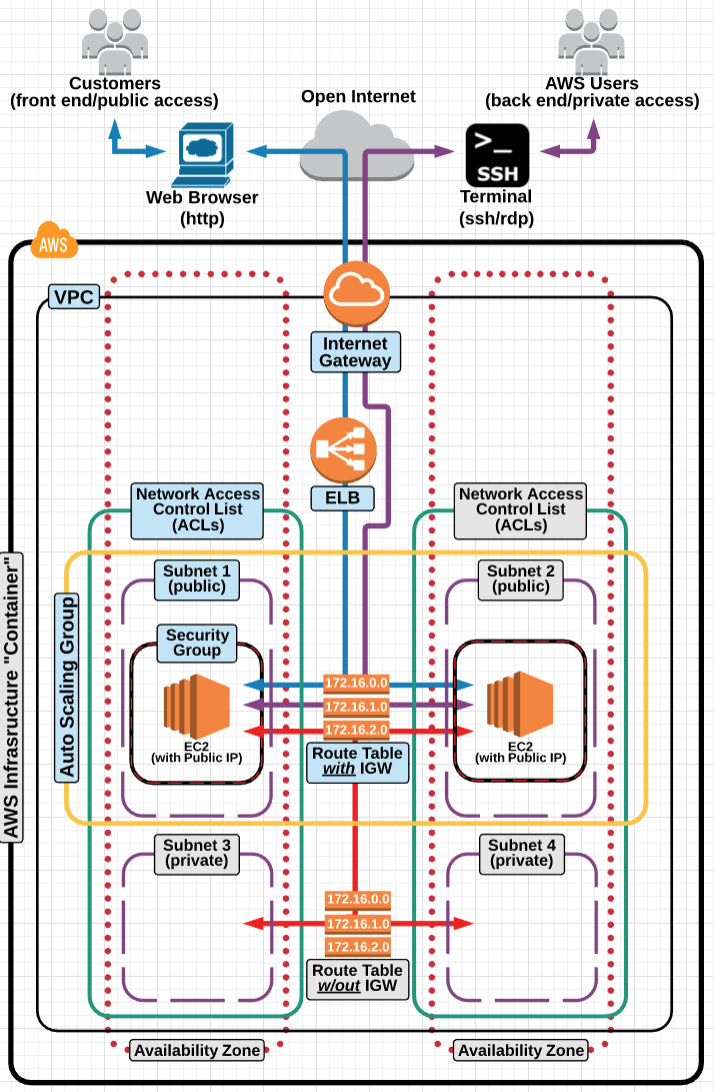 Customers
(front end/public access)
AWS Users
(back end/private access)
Open Internet
>_
SSH
Web Browser
(http)
Terminal
(ssh/rdp)
AWS
VPC
Internet
Gateway
ELB
Network Access
Control List
(ACLs)
Network Access
Control List
(ACLs)
AWS Infrasructure "Container"
Auto Scaling Group
Subnet 1
(public)
Subnet 2
(public)
Security
Group
172.16.0.0
172.16.1.0
172.16.2.0
EC2
(with Public IP)
EC2
(with Public IP)
Route Table
with IGW
Subnet 3
(private)
Subnet 4
(private)
172.16.0.0
172.16.1.0
172.16.2.0
Route Table
w/out IGW
Availability Zone
Availability Zone